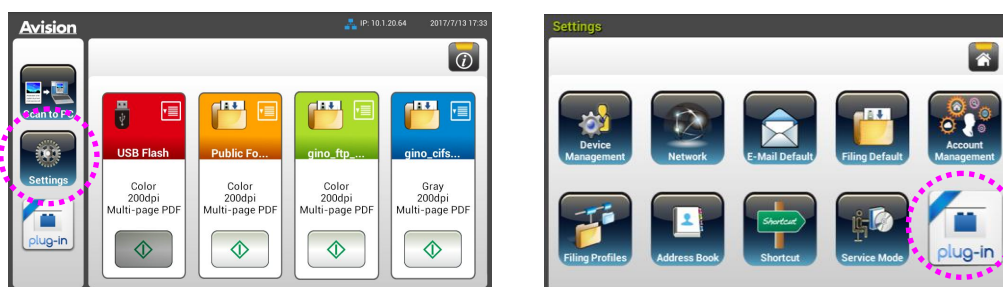 Avision
IP: 10.1.20.64 2017/7/13 17:33
Scan to PC
Settings
plug-in
USB Flash
Color
200dpi
Multi-page PDF
Public Fo...
Color
200dpi
Multi-page PDF
gino_ftp_...
Color
200dpi
Multi-page PDF
gino_cifs...
Gray
200dpi
Multi-page PDF
Settings
Device
Management
Network
E-Mail Default
Filing Default
Account
Management
Filing Profiles
Address Book
Shortcut
Shortcut
Service Mode
plug-in